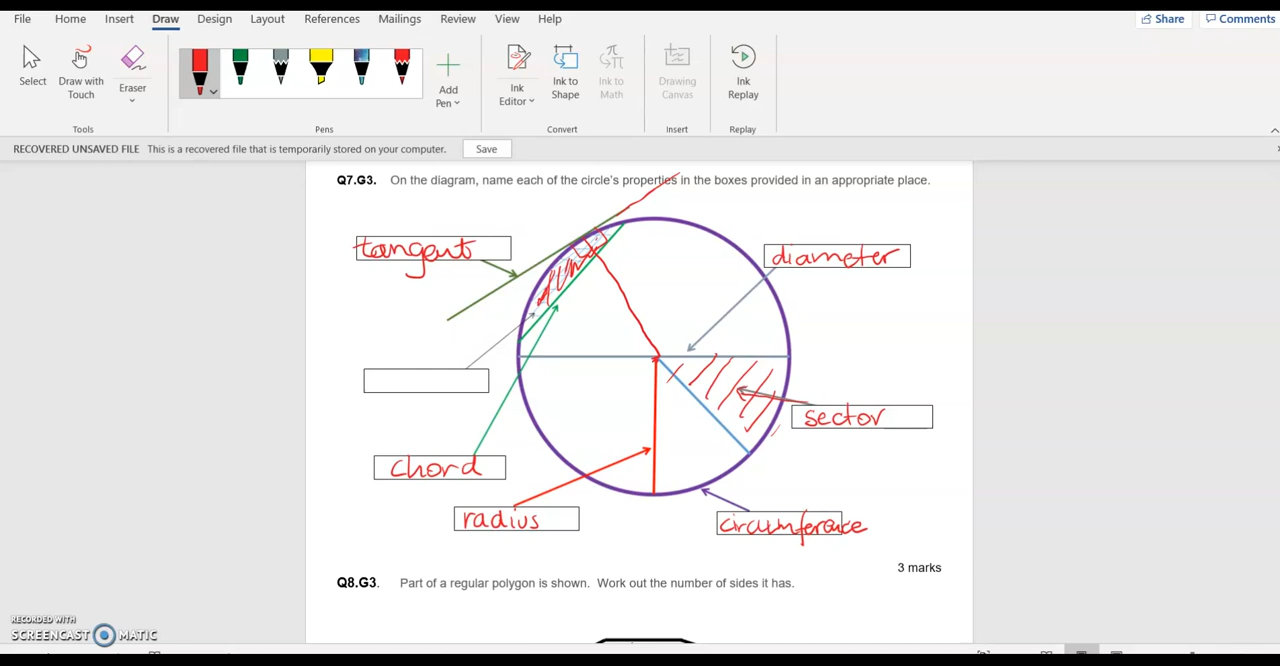 File Home Insert Draw Design Layout References Mailings Review View Help Share Comments
Select Draw with Touch Eraser Add Pen Ink Editor Ink to Shape Ink to Math Drawing Canvas Ink Replay
Tools Pens Convert Insert Replay
RECOVERED UNSAVED FILE This is a recovered file that is temporarily stored on your computer. Save
Q7.G3. On the diagram, name each of the circle's properties in the boxes provided in an appropriate place.
tangent
diameter
sector
chord
radius
circumference
3 marks
Q8.G3. Part of a regular polygon is shown. Work out the number of sides it has.
RECORDED WITH
SCREENCAST MATIC